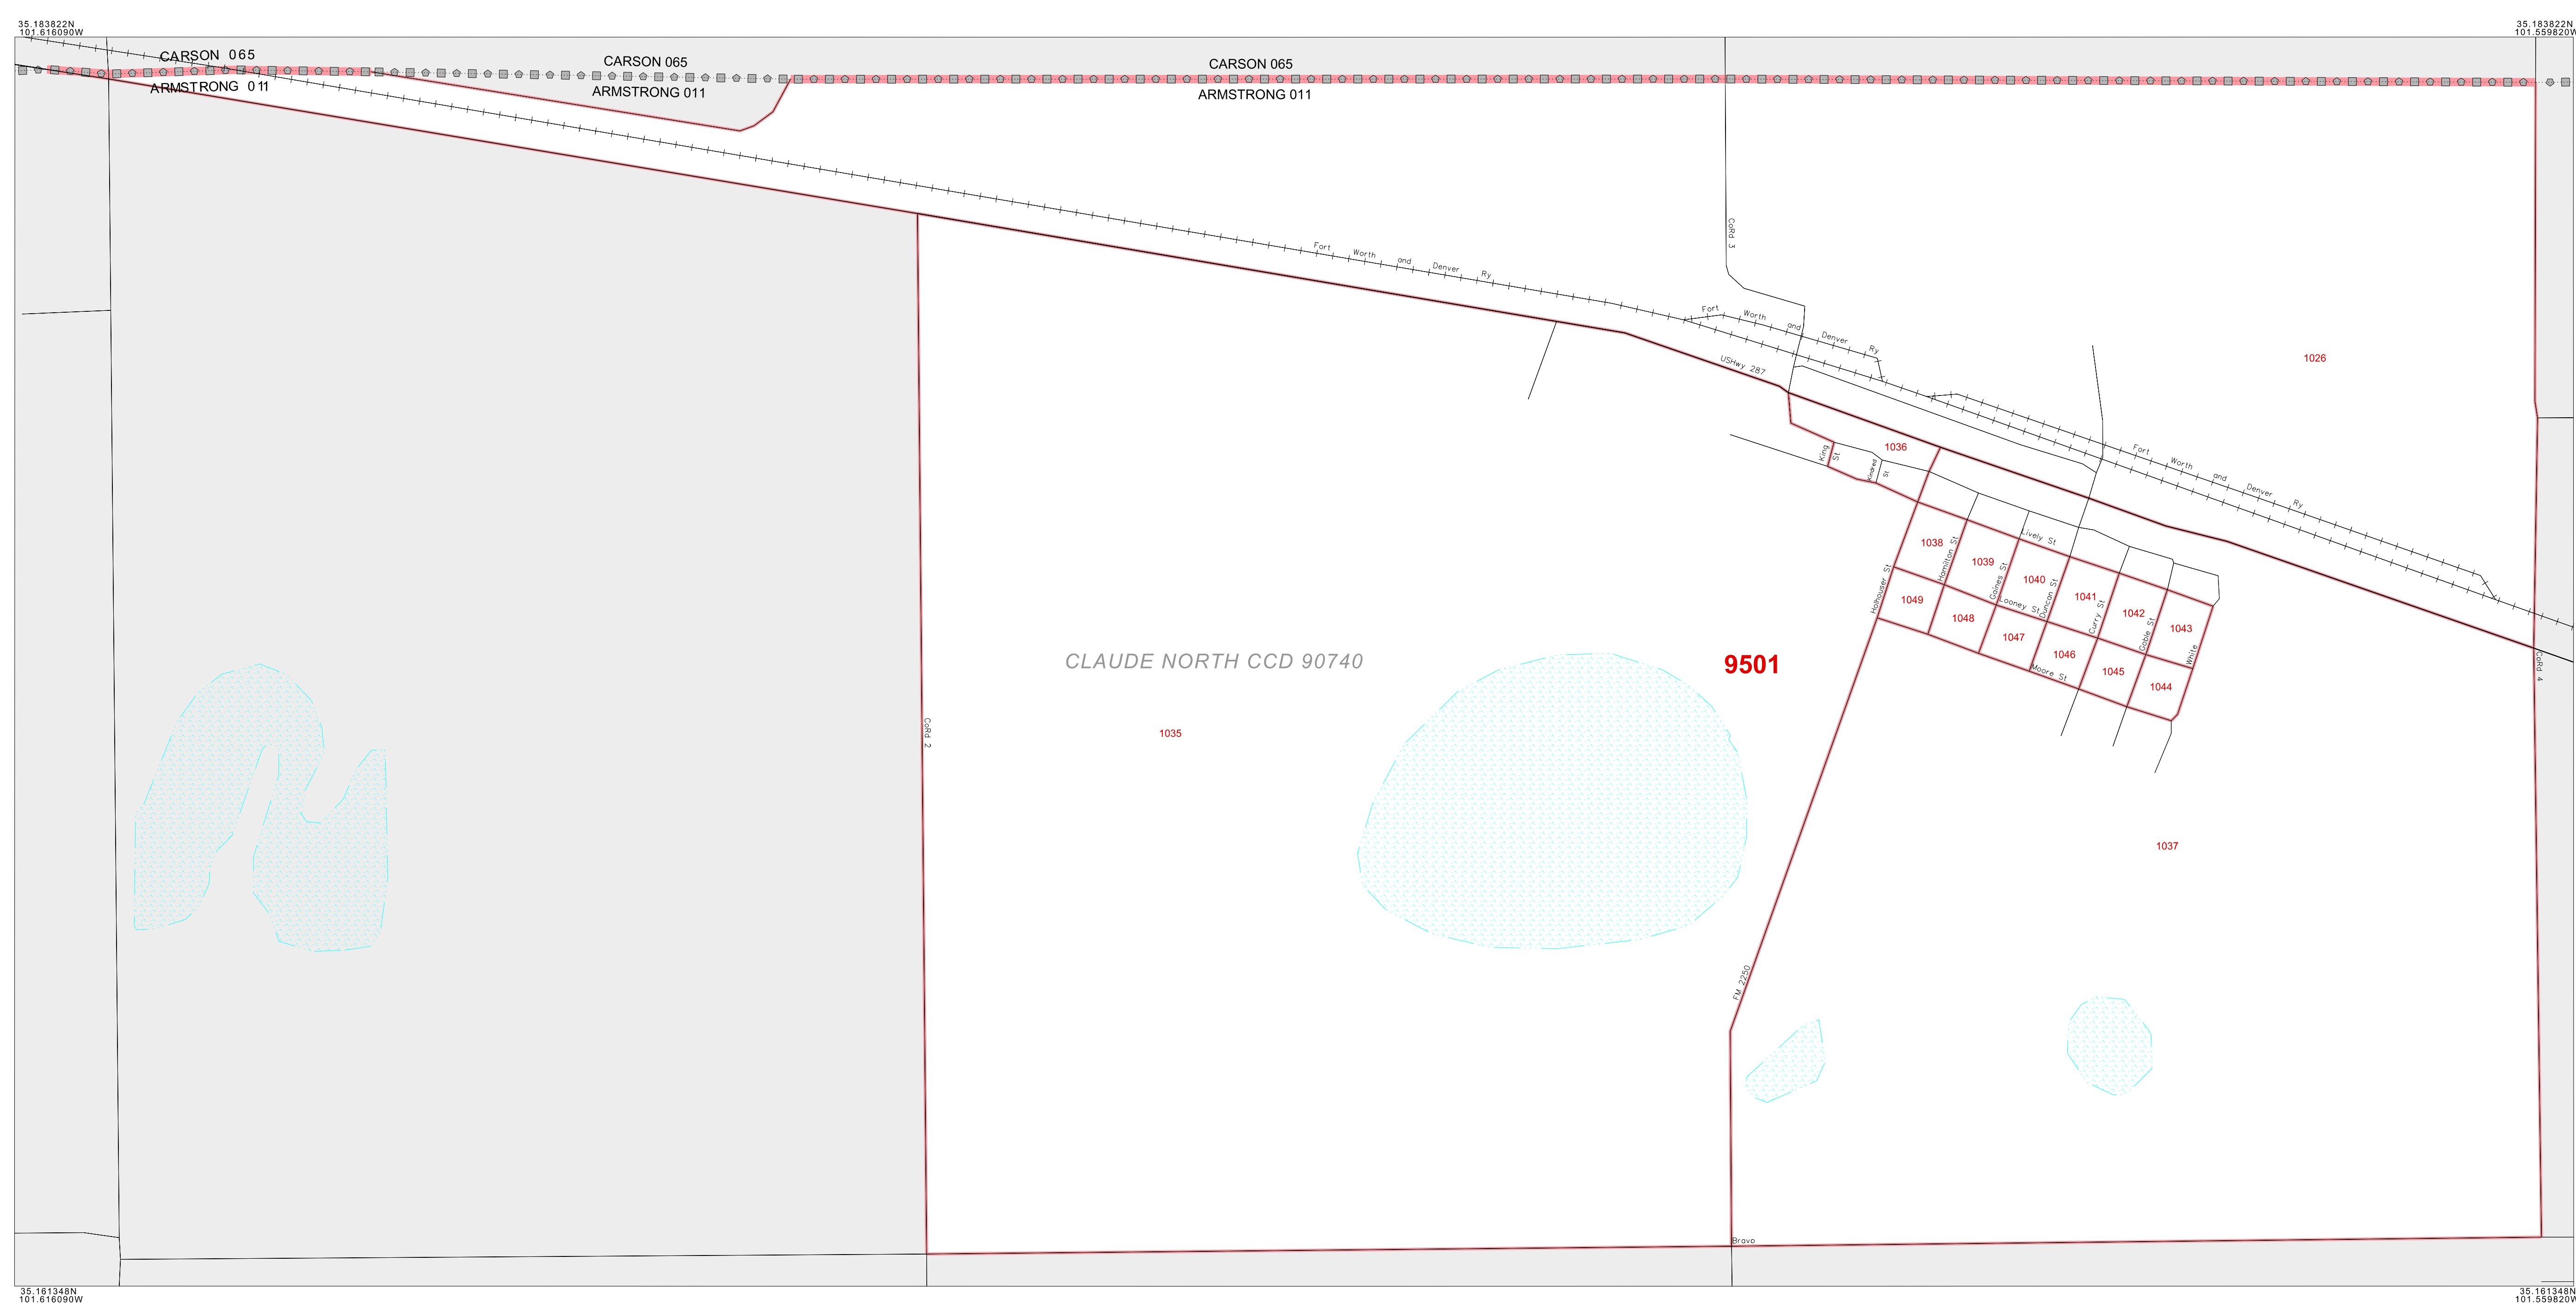 35.183822N
101.616090W
35.183822N
101.559820W
CARSON 065
CARSON 065
CARSON 065
ARMSTRONG 011
ARMSTRONG 011
ARMSTRONG 011
CoRd 3
Fort Worth and Denver Ry
Fort Worth and Denver Ry
USHwy 287
1026
King St
Kindred St
1036
Fort Worth and Denver Ry
Lively St
1038
Hamilton St
1039
Gaines St
1040
Duncan St
1041
Curry St
1042
Goble St
1043
White
Holhouser St
1049
1048
Looney St
1047
1046
1045
1044
Moore St
CLAUDE NORTH CCD 90740
9501
CoRd 4
CoRd 2
1035
1037
FM 2250
Bravo
35.161348N
101.616090W
35.161348N
101.559820W